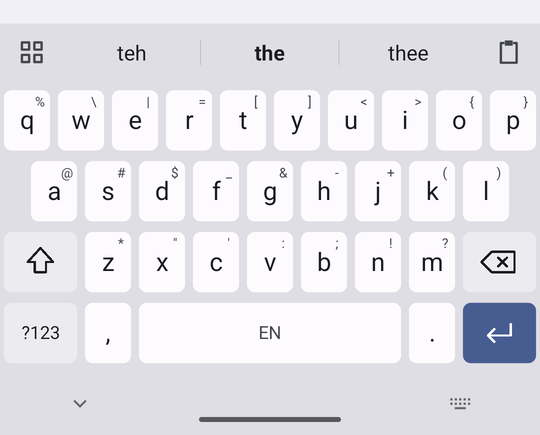 teh the thee
% \ | = [ ] < > { }
q w e r t y u i o p
@ # $ _ & - + ( )
a s d f g h j k l
* " ' : ; ! ?
z x c v b n m
?123 , EN .